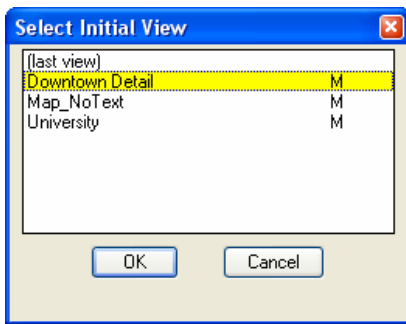 Select Initial View
(last view)
Downtown Detail M
Map_NoText M
University M
OK Cancel